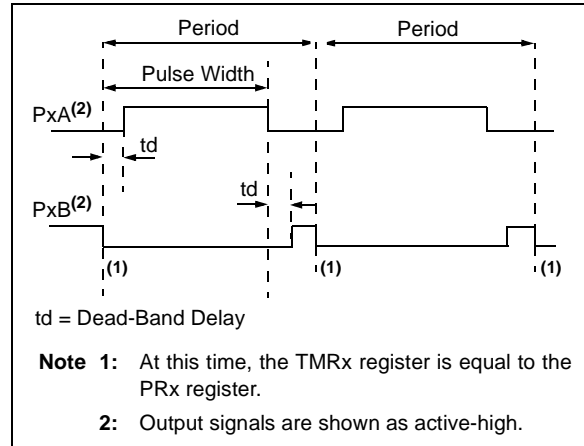 Period Period
Pulse Width
PxA(2)
td
td
PxB(2)
(1) (1) (1)
td = Dead-Band Delay
Note 1: At this time, the TMRx register is equal to the
PRx register.
2: Output signals are shown as active-high.